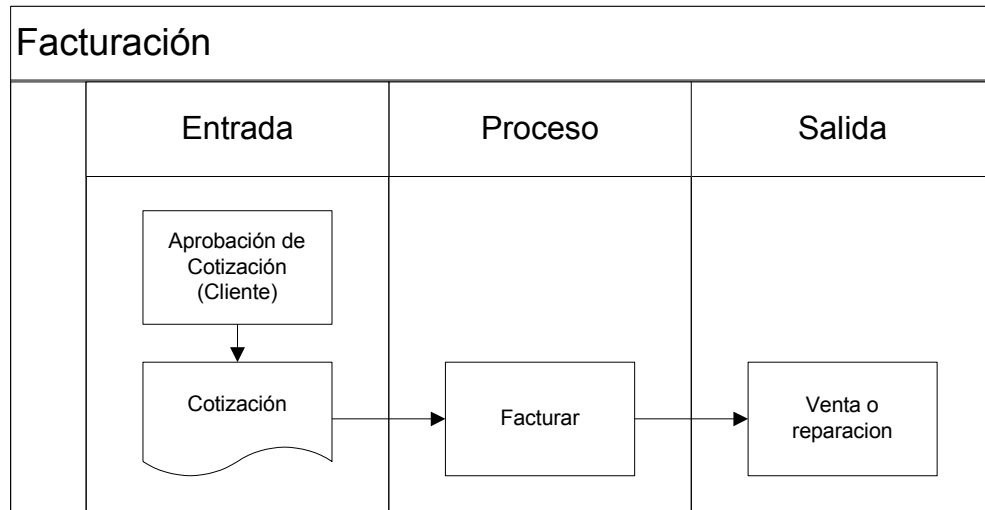 Facturación
Entrada
Proceso
Salida
Aprobación de
Cotización
(Cliente)
Cotización
Facturar
Venta o
reparacion